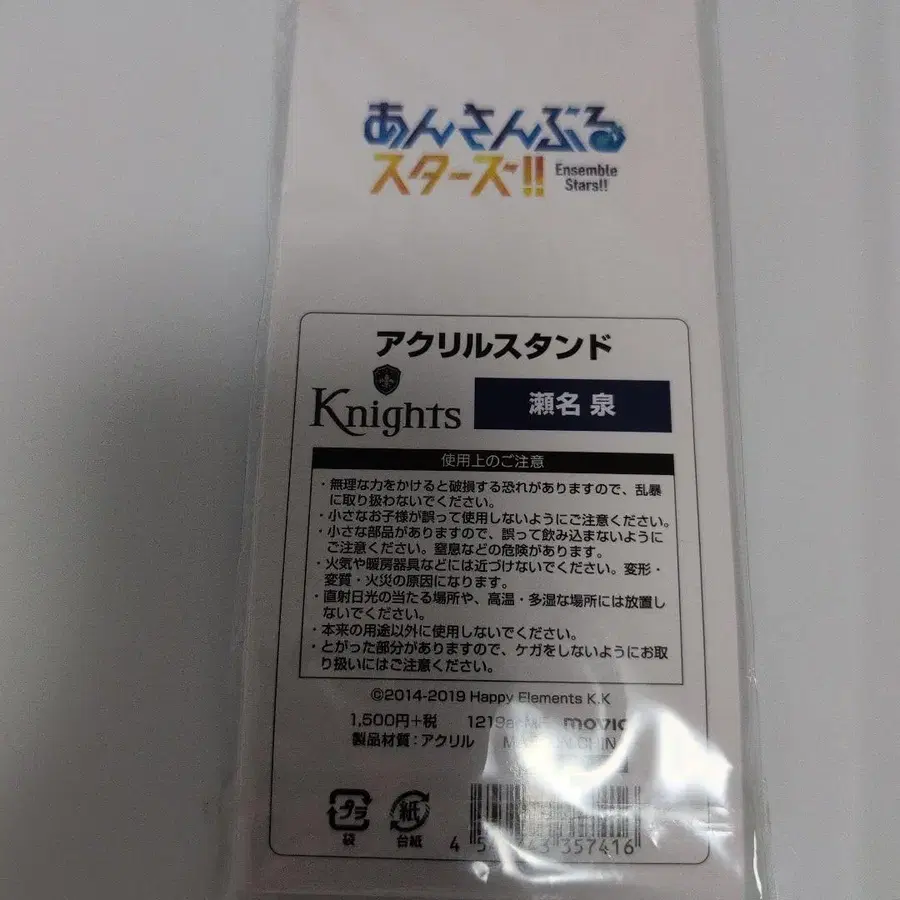 あんさんぶる
スターズ!!
Ensemble
Stars!!
アクリルスタンド
Knights
瀬名 泉
使用上のご注意
・無理な力をかけると破損する恐れがありますので、乱暴
に取り扱わないでください。
・小さなお子様が誤って使用しないようにご注意ください。
・小さな部品がありますので、誤って飲み込まないように
ご注意ください。窒息などの危険があります。
・火気や暖房器具などには近づけないでください。変形・
変質・火災の原因になります。
・直射日光の当たる場所や、高温・多湿な場所には放置し
ないでください。
・本来の用途以外に使用しないでください。
・とがった部分がありますので、ケガをしないようにお取
り扱いにはご注意ください。
©2014-2019 Happy Elements K.K
1,500円+税 movic
製品材質:アクリル
プラ
袋
紙
台紙
4 357416